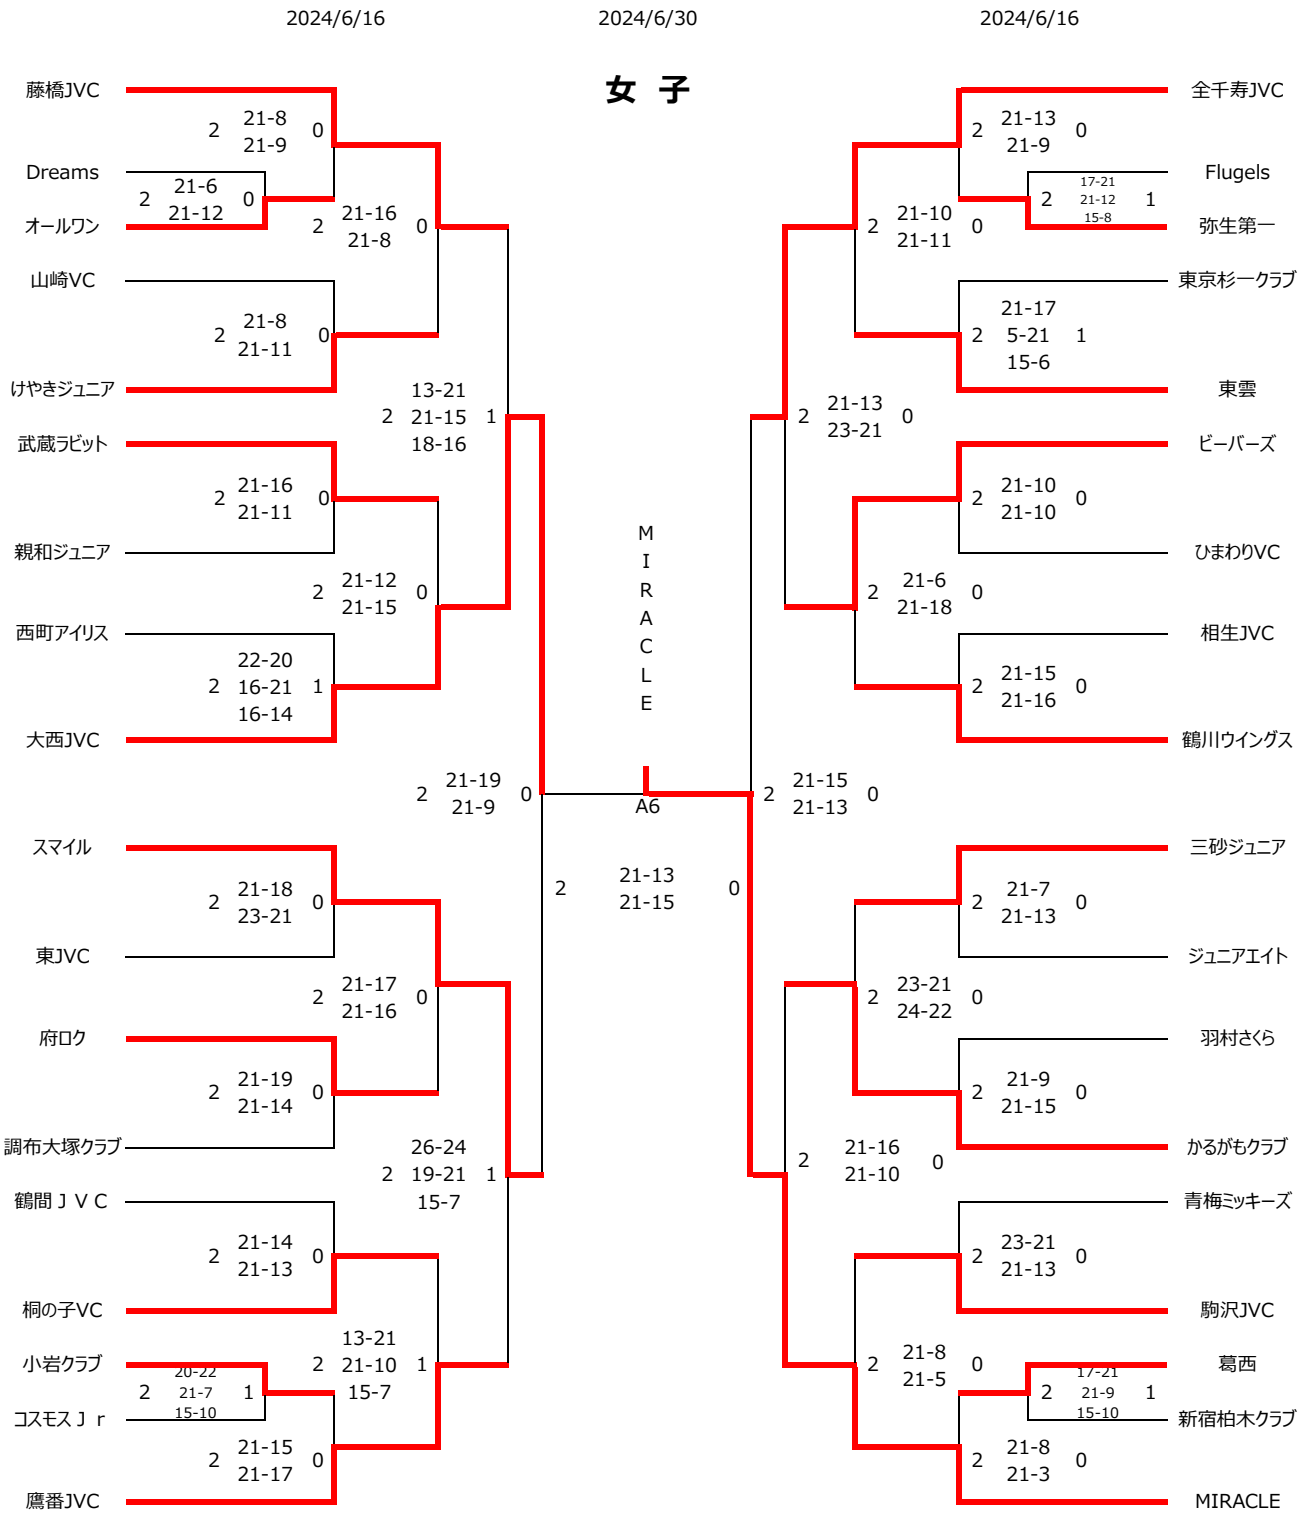 2024/6/16 2024/6/30 2024/6/16
女 子
藤橋JVC
2 21-8 0
21-9
Dreams
2 21-6 0
21-12
オールワン
2 21-16 0
21-8
山崎VC
2 21-8 0
21-11
けやきジュニア
13-21
2 21-15 1
18-16
武蔵ラビット
2 21-16 0
21-11
親和ジュニア
2 21-12 0
21-15
西町アイリス
22-20
2 16-21 1
16-14
大西JVC
2 21-19 0
21-9
スマイル
2 21-18 0
23-21
東JVC
2 21-17 0
21-16
府ロク
2 21-19 0
21-14
調布大塚クラブ
26-24
2 19-21 1
15-7
鶴間ＪＶＣ
2 21-14 0
21-13
桐の子VC
13-21
2 21-10 1
15-7
小岩クラブ
20-22
2 21-7 1
15-10
コスモスＪｒ
2 21-15 0
21-17
鷹番JVC
M
I
R
A
C
L
E
A6
2 21-13 0
21-15
全千寿JVC
2 21-13 0
21-9
Flugels
17-21
2 21-12 1
15-8
弥生第一
2 21-10 0
21-11
東京杉一クラブ
21-17
2 5-21 1
15-6
東雲
2 21-13 0
23-21
ビーバーズ
2 21-10 0
21-10
ひまわりVC
2 21-6 0
21-18
相生JVC
2 21-15 0
21-16
鶴川ウイングス
2 21-15 0
21-13
三砂ジュニア
2 21-7 0
21-13
ジュニアエイト
2 23-21 0
24-22
羽村さくら
2 21-9 0
21-15
かるがもクラブ
2 21-16 0
21-10
青梅ミッキーズ
2 23-21 0
21-13
駒沢JVC
2 21-8 0
21-5
葛西
17-21
2 21-9 1
15-10
新宿柏木クラブ
2 21-8 0
21-3
MIRACLE